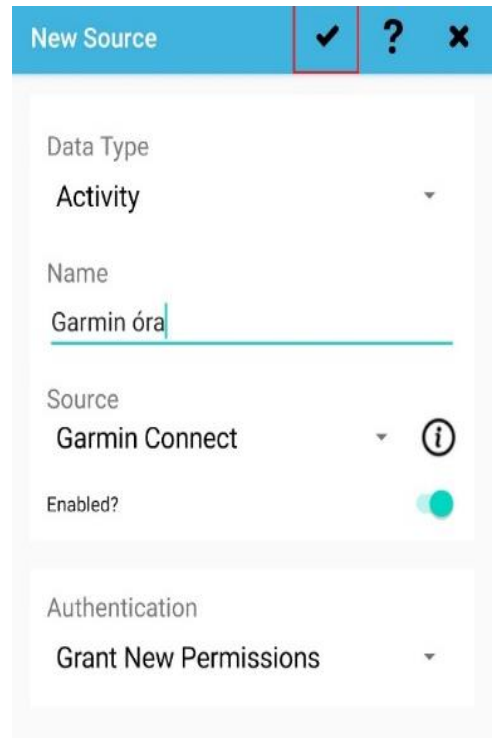 New Source ?
Data Type
Activity
Name
Garmin óra
Source
Garmin Connect
Enabled?
Authentication
Grant New Permissions